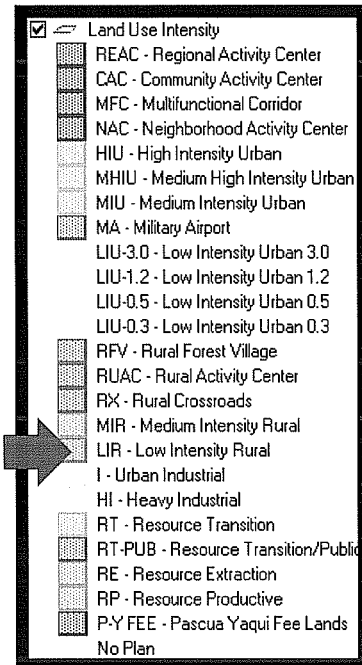 Land Use Intensity
REAC - Regional Activity Center
CAC - Community Activity Center
MFC - Multifunctional Corridor
NAC - Neighborhood Activity Center
HIU - High Intensity Urban
MHIU - Medium High Intensity Urban
MIU - Medium Intensity Urban
MA - Military Airport
LIU-3.0 - Low Intensity Urban 3.0
LIU-1.2 - Low Intensity Urban 1.2
LIU-0.5 - Low Intensity Urban 0.5
LIU-0.3 - Low Intensity Urban 0.3
RFV - Rural Forest Village
RUAC - Rural Activity Center
RX - Rural Crossroads
MIR - Medium Intensity Rural
LIR - Low Intensity Rural
I - Urban Industrial
HI - Heavy Industrial
RT - Resource Transition
RT-PUB - Resource Transition/Public
RE - Resource Extraction
RP - Resource Productive
P-Y FEE - Pascua Yaqui Fee Lands
No Plan